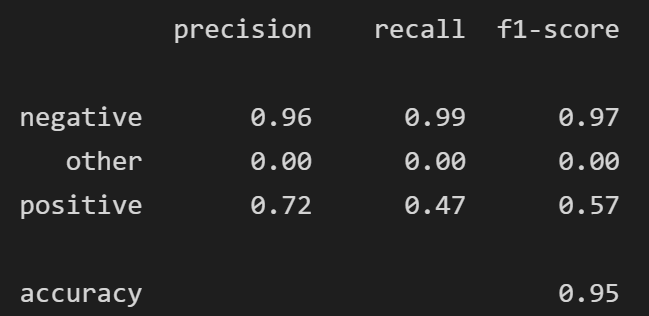 precision recall f1-score
negative 0.96 0.99 0.97
other 0.00 0.00 0.00
positive 0.72 0.47 0.57
accuracy 0.95